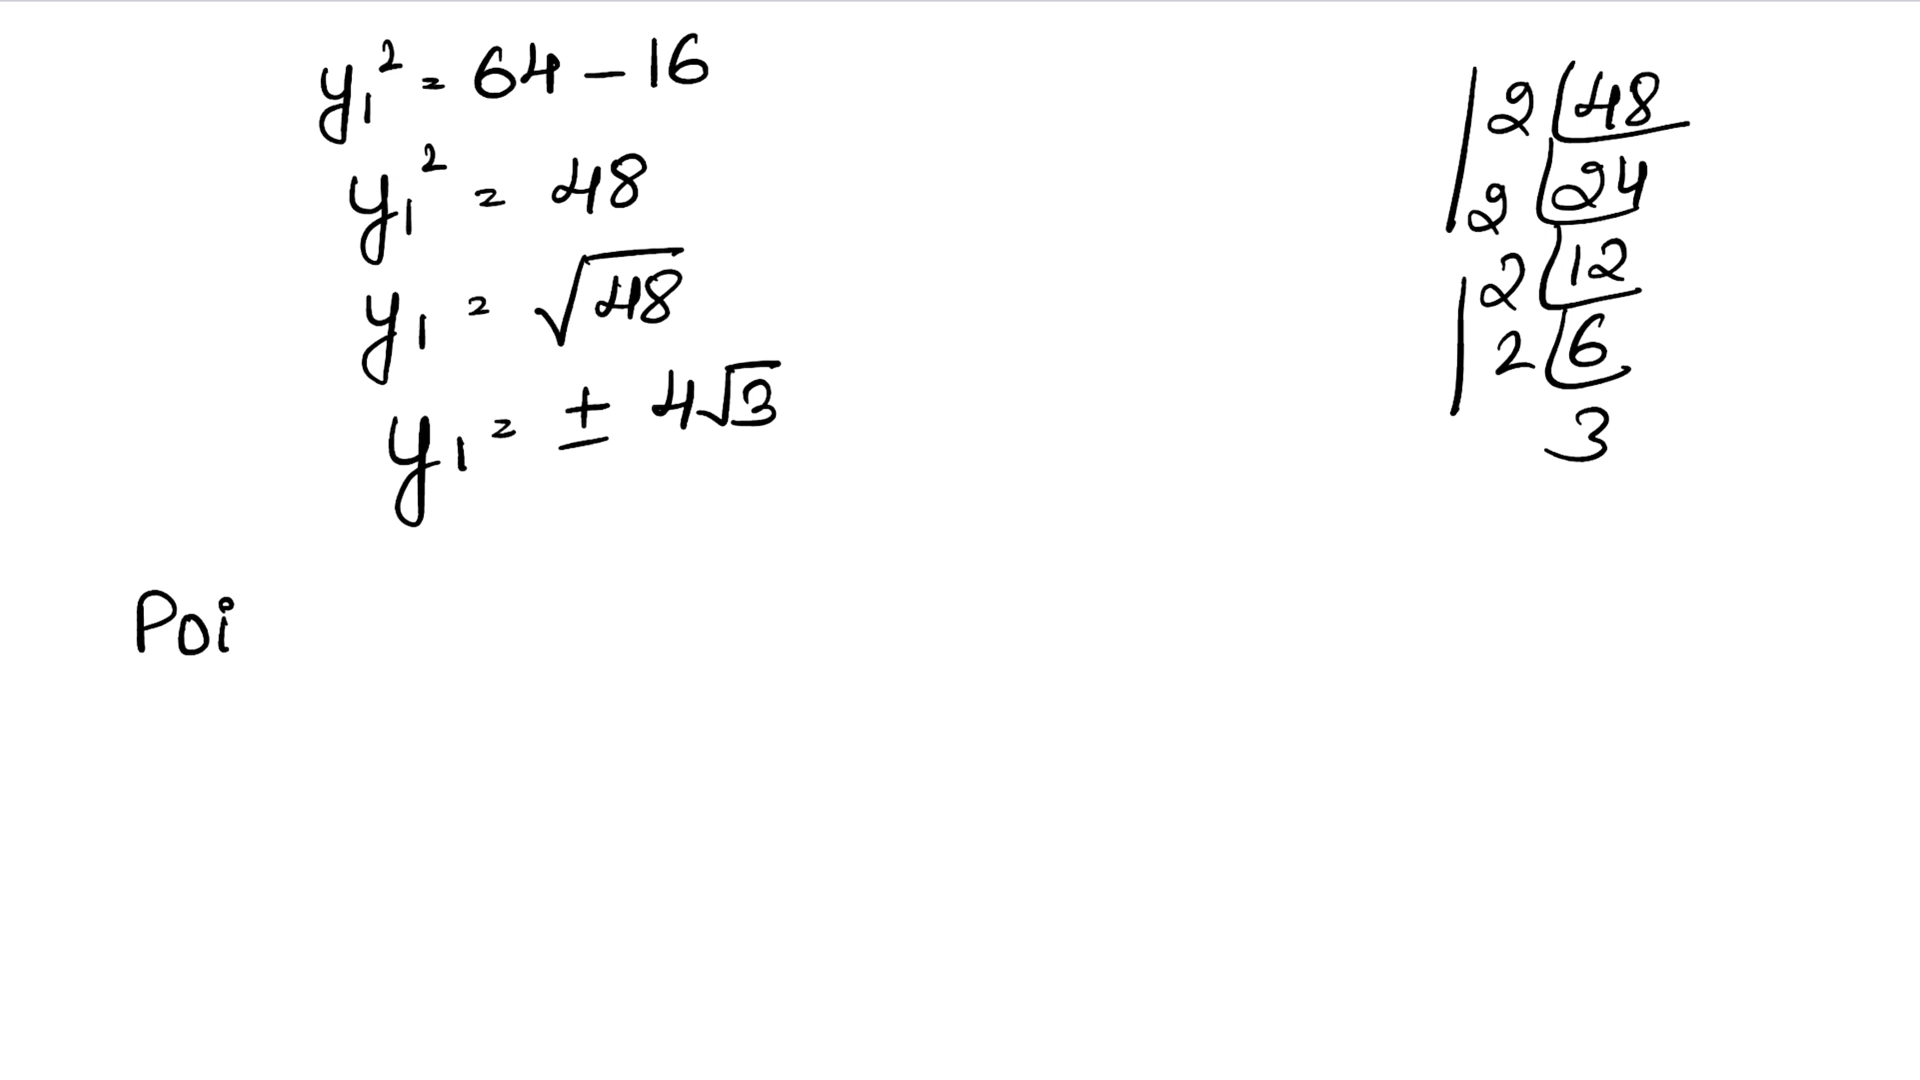 y₁² = 64 - 16
y₁² = 48
y₁ = √48
y₁ = ± 4√3
2 | 48
2 | 24
2 | 12
2 | 6
3
Poi